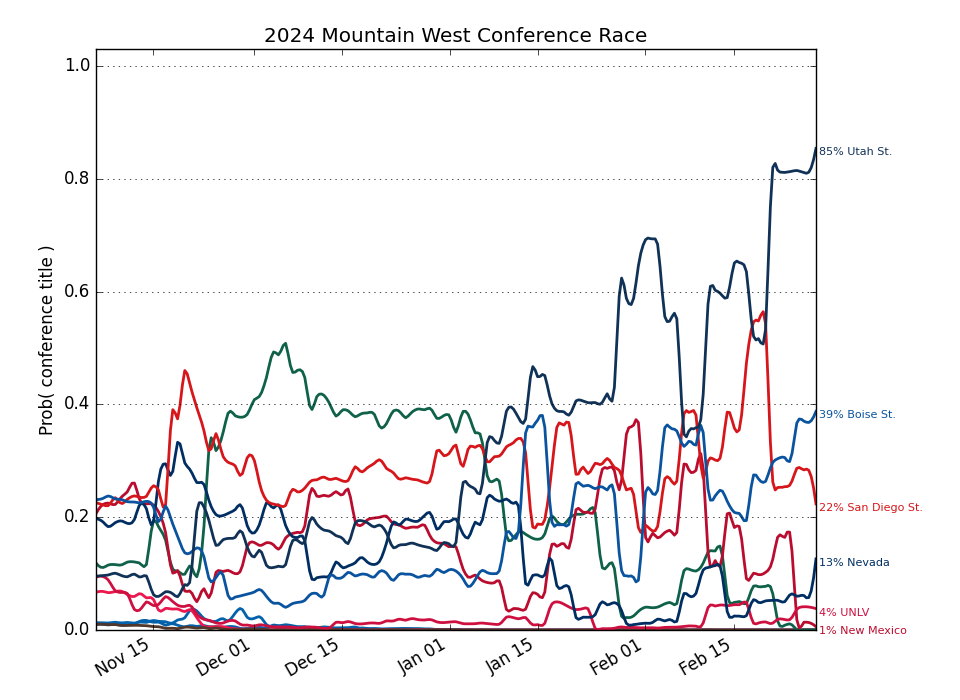 2024 Mountain West Conference Race
Prob( conference title )
1.0
0.8
0.6
0.4
0.2
0.0
Nov 15
Dec 01
Dec 15
Jan 01
Jan 15
Feb 01
Feb 15
85% Utah St.
39% Boise St.
22% San Diego St.
13% Nevada
4% UNLV
1% New Mexico